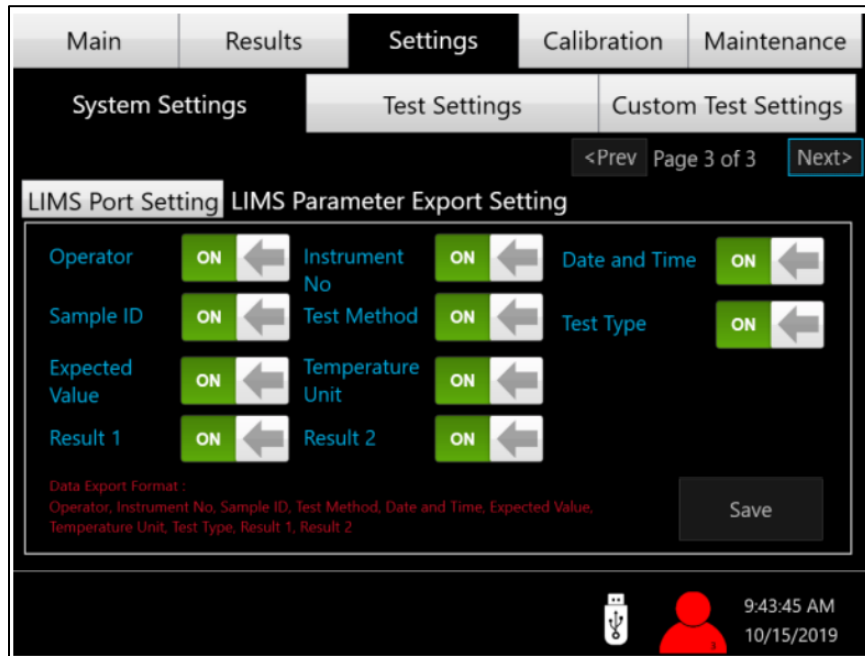 Main Results Settings Calibration Maintenance
System Settings Test Settings Custom Test Settings
<Prev Page 3 of 3 Next>
LIMS Port Setting LIMS Parameter Export Setting
Operator ON Instrument No ON Date and Time ON
Sample ID ON Test Method ON Test Type ON
Expected Value ON Temperature Unit ON
Result 1 ON Result 2 ON
Data Export Format :
Operator, Instrument No, Sample ID, Test Method, Date and Time, Expected Value,
Temperature Unit, Test Type, Result 1, Result 2
Save
9:43:45 AM
3
10/15/2019